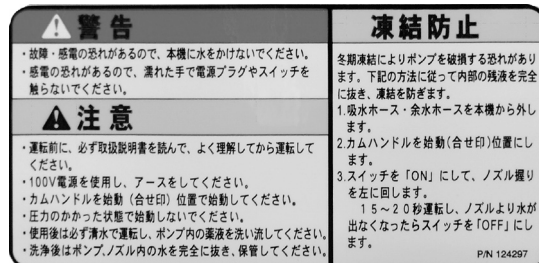 警告
・故障・感電の恐れがあるので、本機に水をかけないでください。
・感電の恐れがあるので、濡れた手で電源プラグやスイッチを
触らないでください。
注意
・運転前に、必ず取扱説明書を読んで、よく理解してから運転して
ください。
・100V電源を使用し、アースをしてください。
・カムハンドルを始動（合せ印）位置で始動してください。
・圧力のかかった状態で始動しないでください。
・使用後は必ず清水で運転し、ポンプ内の薬液を洗い流してください。
・洗浄後はポンプ、ノズル内の水を完全に抜き、保管してください。
凍結防止
冬期凍結によりポンプを破損する恐れがあり
ます。下記の方法に従って内部の残液を完全
に抜き、凍結を防ぎます。
1.吸水ホース・余水ホースを本機から外し
ます。
2.カムハンドルを始動（合せ印）位置にし
ます。
3.スイッチを「ON」にして、ノズル握り
を左に回します。
１５〜２０秒運転し、ノズルより水が
出なくなったらスイッチを「OFF」にし
ます。
P/N 124297